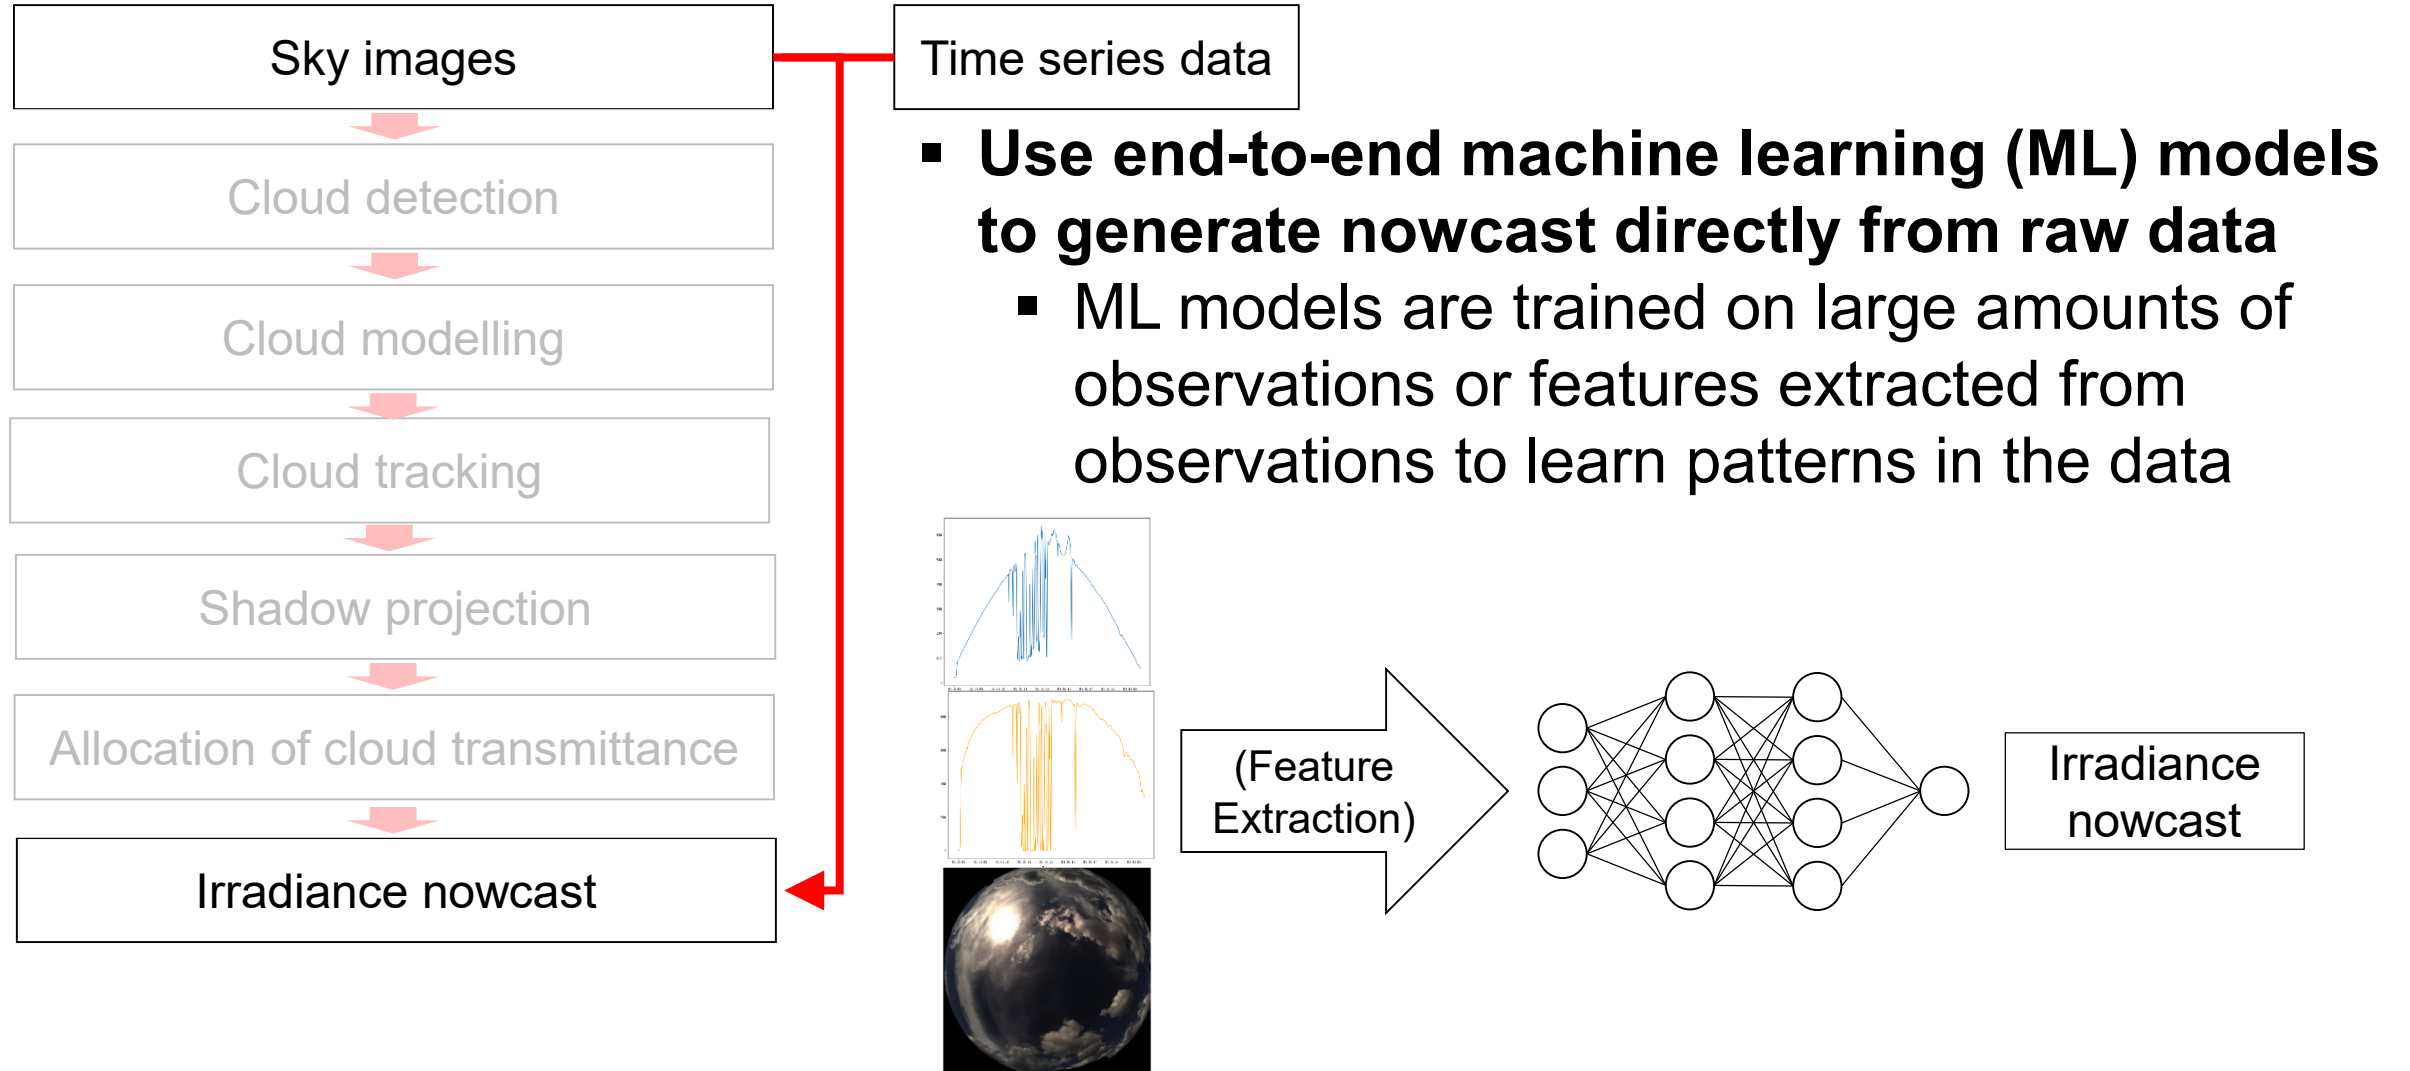 Sky images
Time series data
Cloud detection
Cloud modelling
Cloud tracking
Shadow projection
Allocation of cloud transmittance
Irradiance nowcast
▪ Use end-to-end machine learning (ML) models
to generate nowcast directly from raw data
▪ ML models are trained on large amounts of
observations or features extracted from
observations to learn patterns in the data
(Feature
Extraction)
Irradiance
nowcast